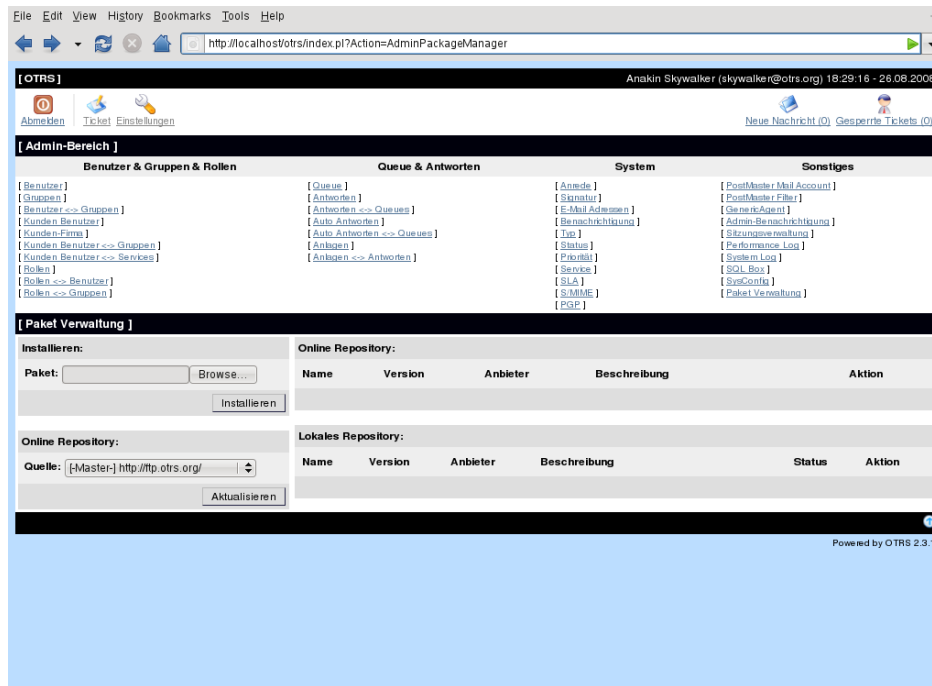 File Edit View History Bookmarks Tools Help
http://localhost/otrs/index.pl?Action=AdminPackageManager
[ OTRS ] Anakin Skywalker (skywalker@otrs.org) 18:29:16 - 26.08.2008
Abmelden Ticket Einstellungen Neue Nachricht (0) Gesperrte Tickets (0)
[ Admin-Bereich ]
Benutzer & Gruppen & Rollen Queue & Antworten System Sonstiges
[ Benutzer ] [ Queue ] [ Anrede ] [ PostMaster Mail Account ]
[ Gruppen ] [ Antworten ] [ Signatur ] [ PostMaster Filter ]
[ Benutzer <-> Gruppen ] [ Antworten <-> Queues ] [ E-Mail Adressen ] [ GenericAgent ]
[ Kunden Benutzer ] [ Auto Antworten ] [ Benachrichtigung ] [ Admin-Benachrichtigung ]
[ Kunden-Firma ] [ Auto Antworten <-> Queues ] [ Typ ] [ Sitzungsverwaltung ]
[ Kunden Benutzer <-> Gruppen ] [ Anlagen ] [ Status ] [ Performance Log ]
[ Kunden Benutzer <-> Services ] [ Anlagen <-> Antworten ] [ Priorität ] [ System Log ]
[ Rollen ] [ Service ] [ SQL Box ]
[ Rollen <-> Benutzer ] [ SLA ] [ SysConfig ]
[ Rollen <-> Gruppen ] [ S/MIME ] [ Paket Verwaltung ]
[ PGP ]
[ Paket Verwaltung ]
Installieren: Online Repository:
Paket: Browse... Name Version Anbieter Beschreibung Aktion
Installieren
Online Repository: Lokales Repository:
Quelle: [-Master-] http://ftp.otrs.org/ Name Version Anbieter Beschreibung Status Aktion
Aktualisieren
Powered by OTRS 2.3.